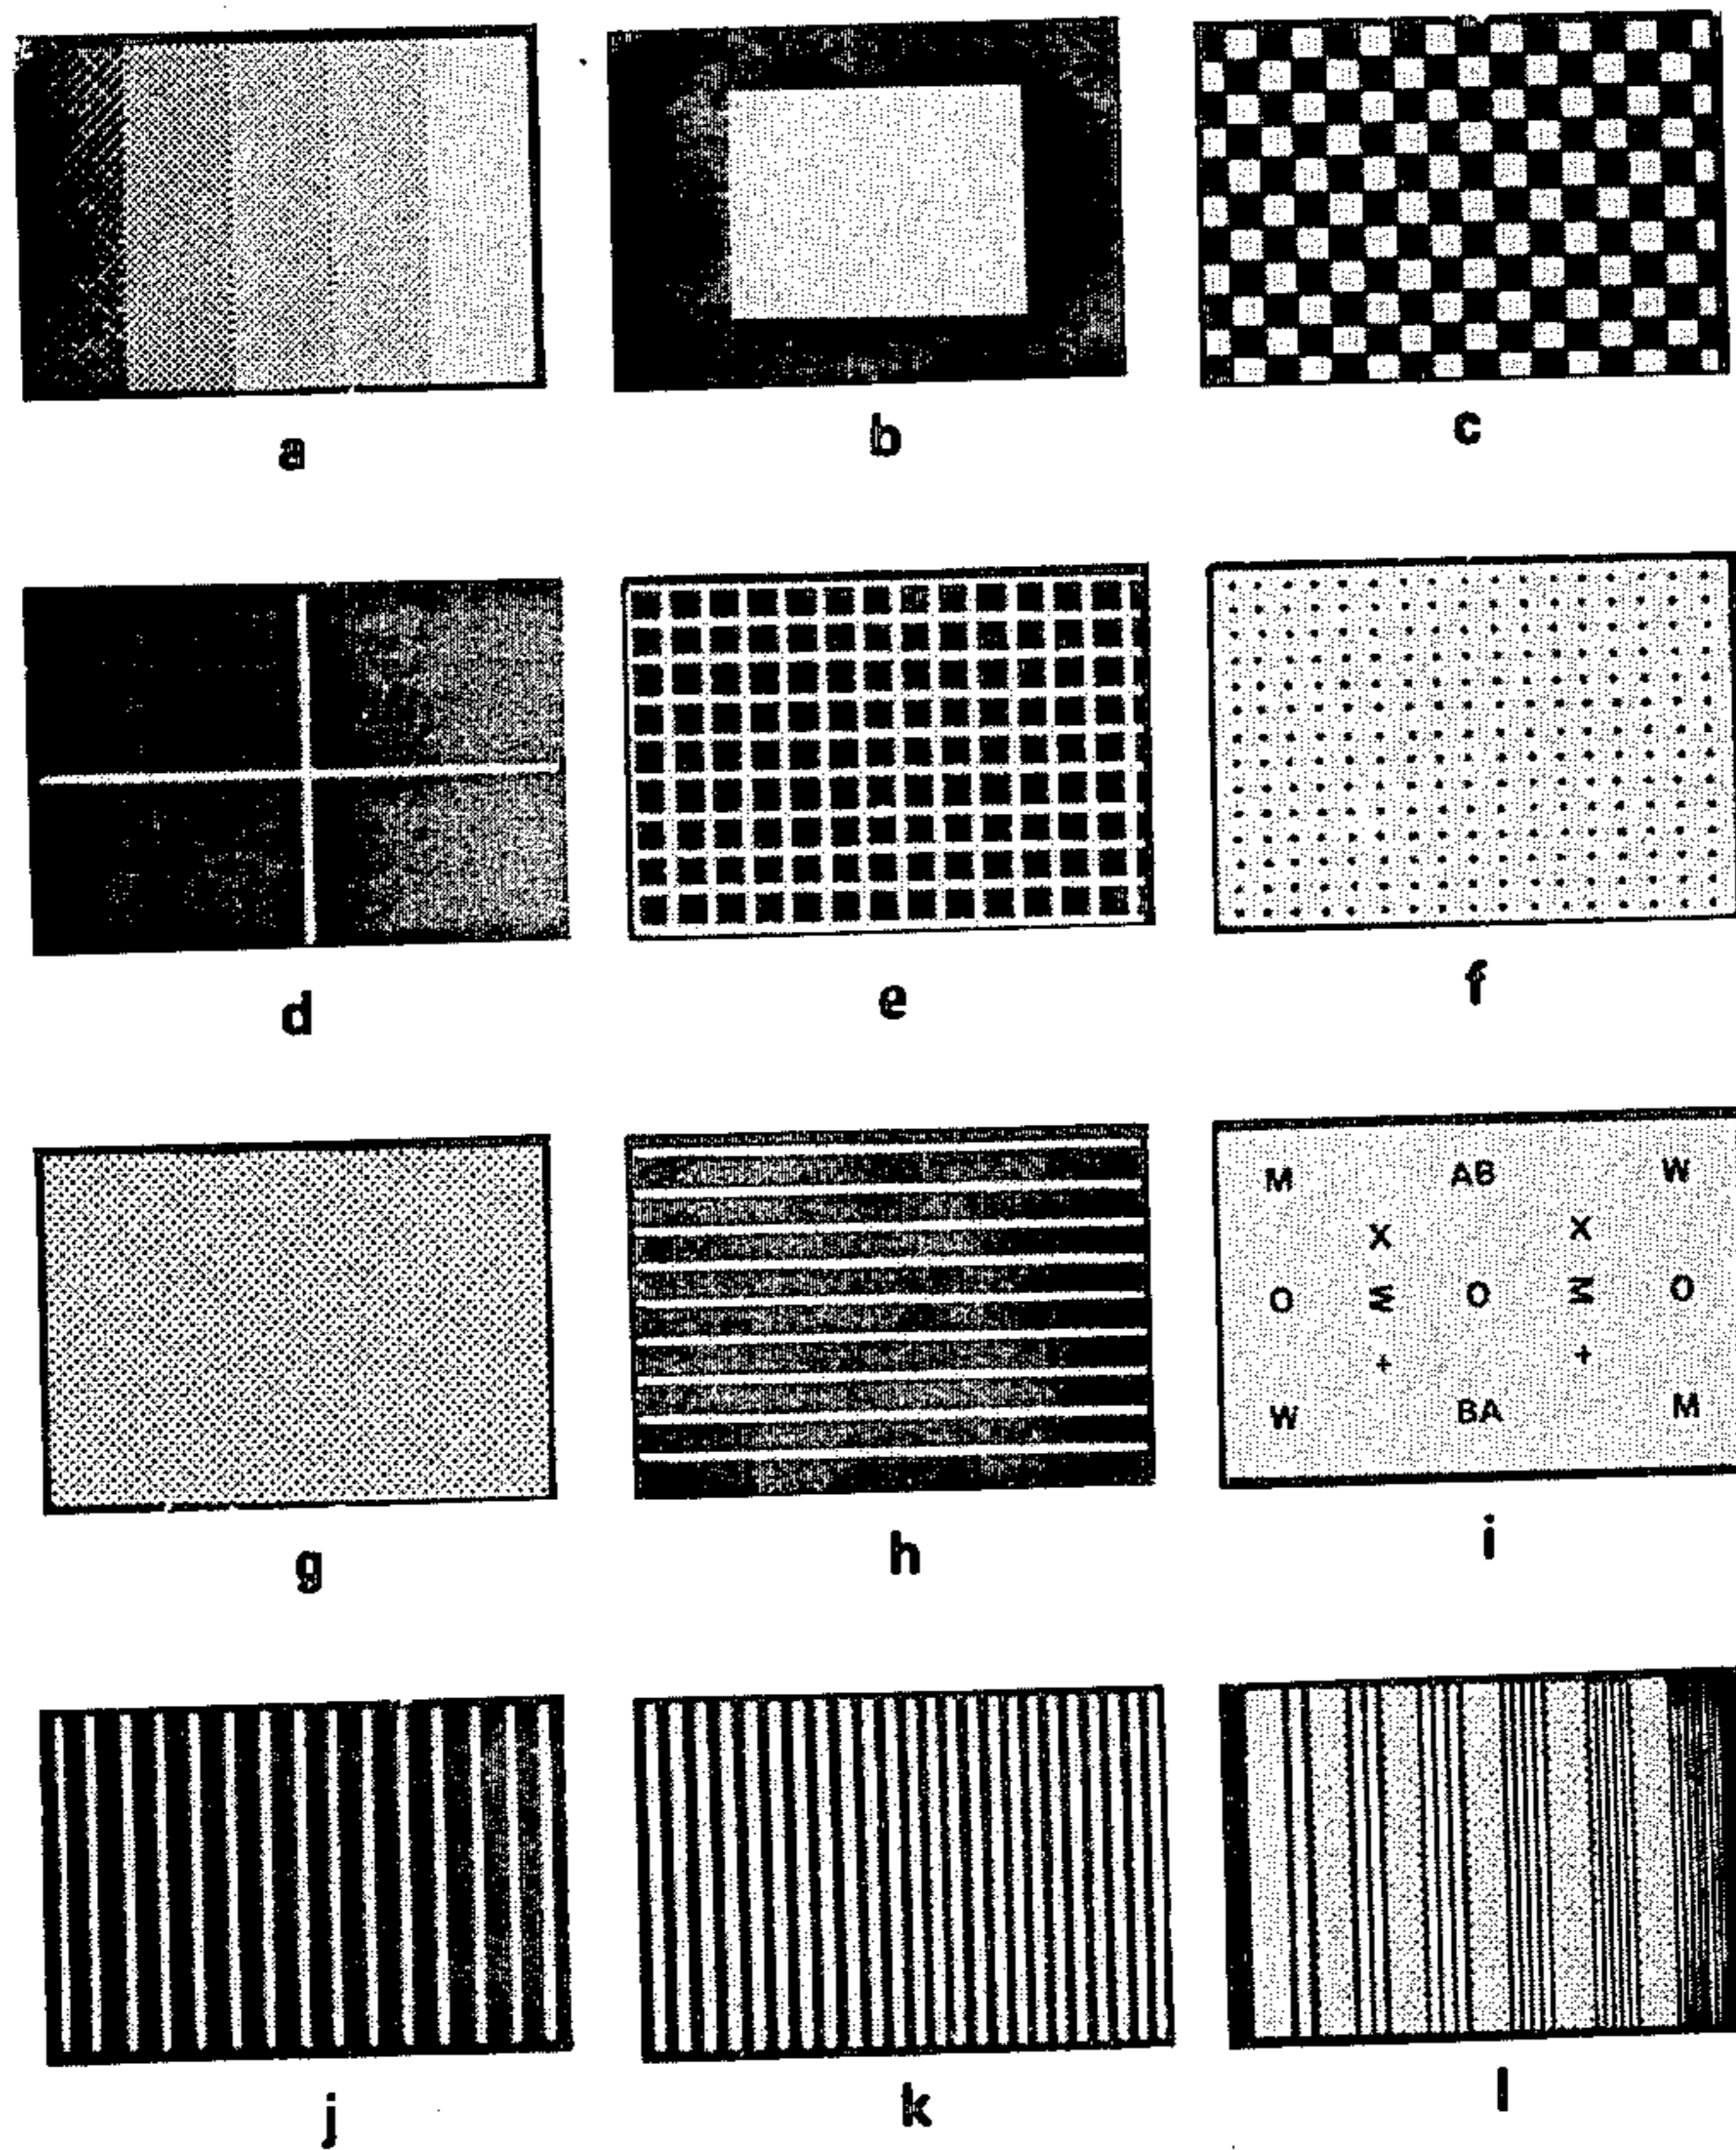 a b c
d e f
M AB W
X X
O W O M O
+ +
W BA M
g h i
j k l